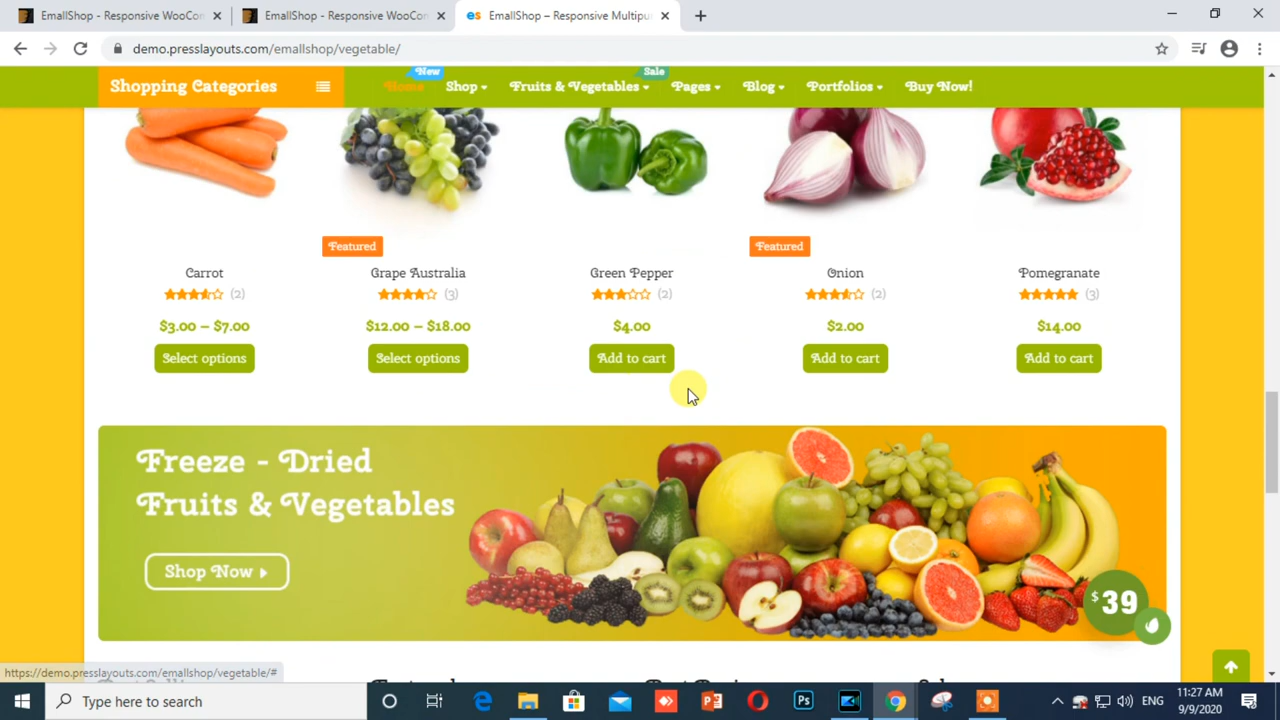 EmallShop - Responsive WooCon
EmallShop - Responsive WooCon
es EmallShop – Responsive Multipu
demo.presslayouts.com/emallshop/vegetable/
Shopping Categories
New
Sale
Home Shop Fruits & Vegetables Pages Blog Portfolios Buy Now!
Featured Featured
Carrot Grape Australia Green Pepper Onion Pomegranate
(2) (3) (2) (2) (3)
$3.00 – $7.00 $12.00 – $18.00 $4.00 $2.00 $14.00
Select options Select options Add to cart Add to cart Add to cart
Freeze - Dried
Fruits & Vegetables
Shop Now
$39
https://demo.presslayouts.com/emallshop/vegetable/#
Type here to search
ENG
11:27 AM
9/9/2020